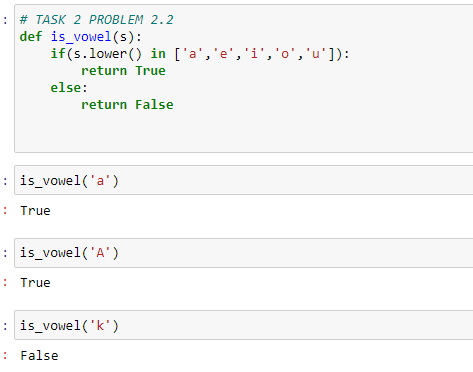 : # TASK 2 PROBLEM 2.2
def is_vowel(s):
    if(s.lower() in ['a','e','i','o','u']):
        return True
    else:
        return False
: is_vowel('a')
: True
: is_vowel('A')
: True
: is_vowel('k')
: False